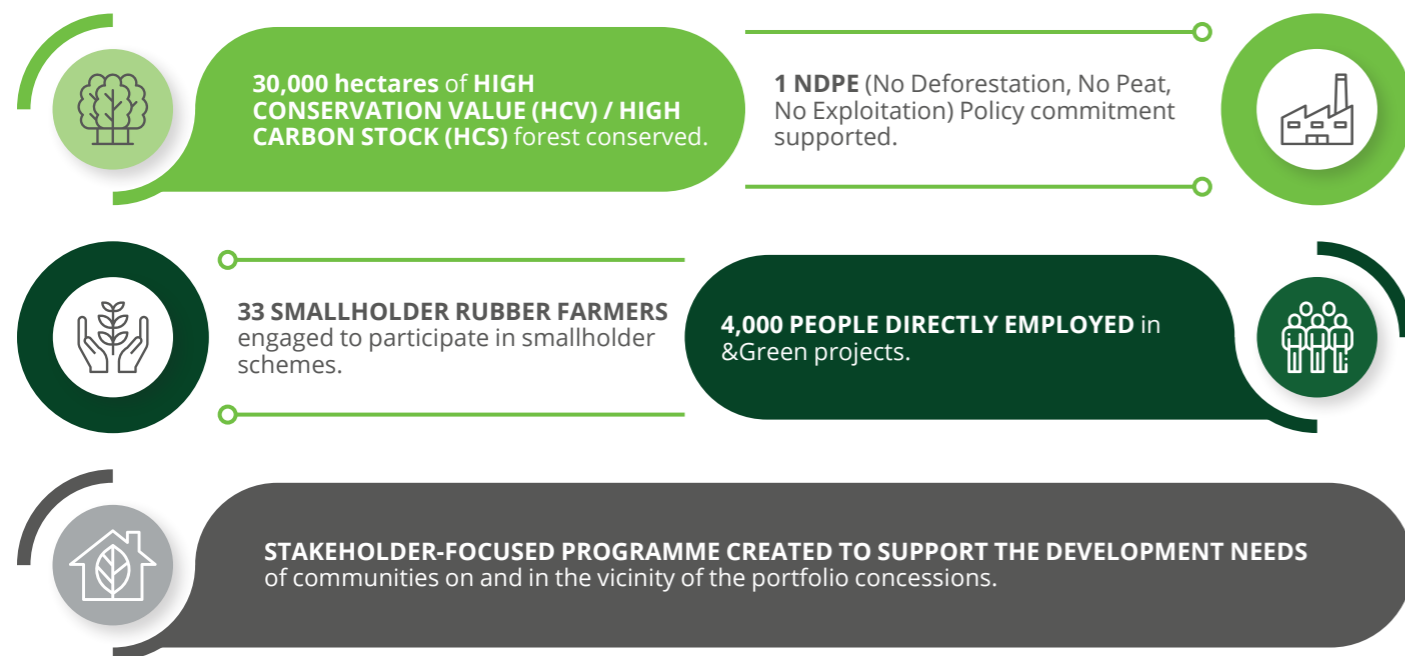 30,000 hectares of HIGH
CONSERVATION VALUE (HCV) / HIGH
CARBON STOCK (HCS) forest conserved.
1 NDPE (No Deforestation, No Peat,
No Exploitation) Policy commitment
supported.
33 SMALLHOLDER RUBBER FARMERS
engaged to participate in smallholder
schemes.
4,000 PEOPLE DIRECTLY EMPLOYED in
&Green projects.
STAKEHOLDER-FOCUSED PROGRAMME CREATED TO SUPPORT THE DEVELOPMENT NEEDS
of communities on and in the vicinity of the portfolio concessions.